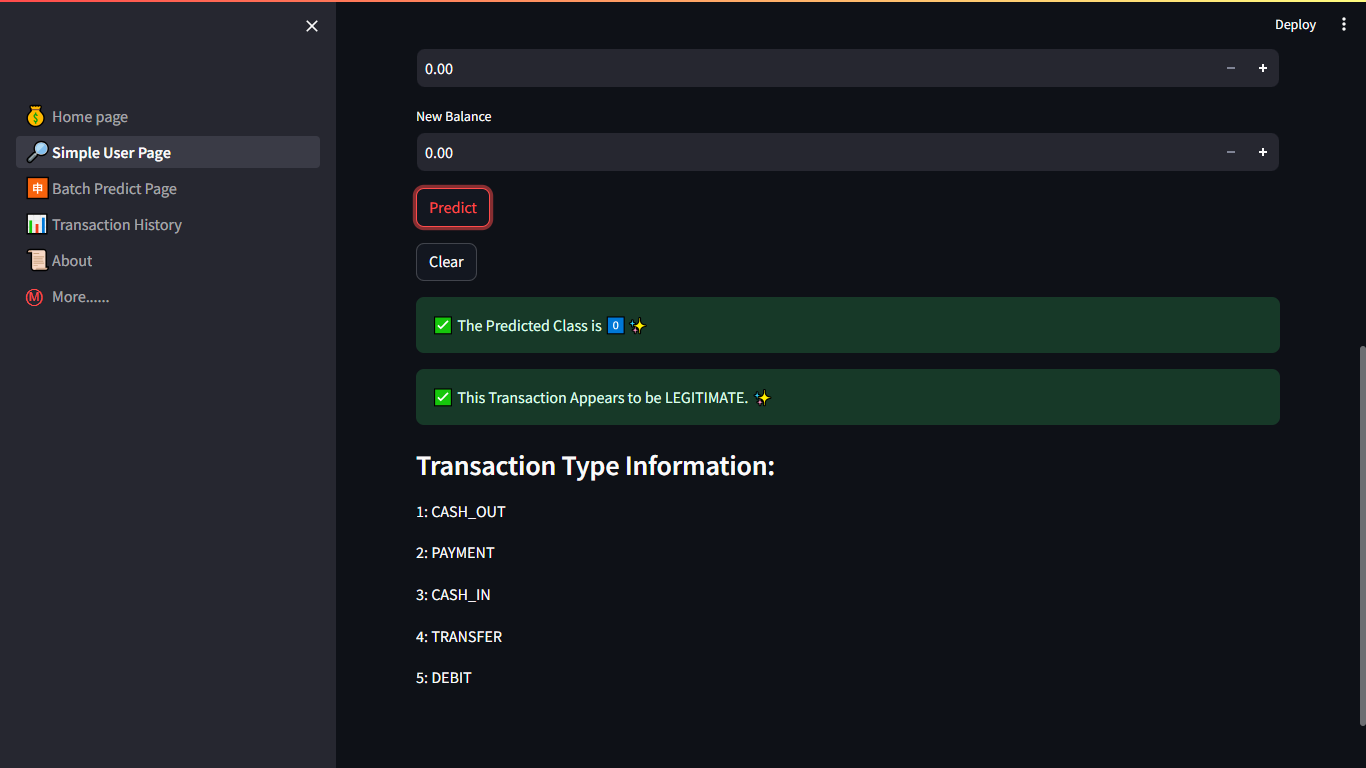 Deploy
Home page
Simple User Page
申 Batch Predict Page
Transaction History
About
Ⓜ More......
0.00
New Balance
0.00
Predict
Clear
✅ The Predicted Class is 0 ✨
✅ This Transaction Appears to be LEGITIMATE. ✨
Transaction Type Information:
1: CASH_OUT
2: PAYMENT
3: CASH_IN
4: TRANSFER
5: DEBIT